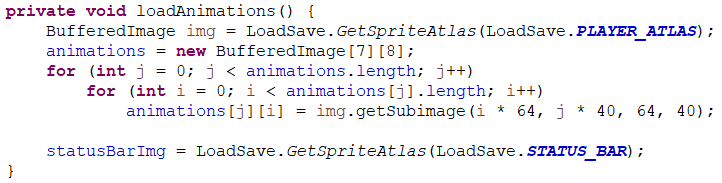 private void loadAnimations() {
    BufferedImage img = LoadSave.GetSpriteAtlas(LoadSave.PLAYER_ATLAS);
    animations = new BufferedImage[7][8];
    for (int j = 0; j < animations.length; j++)
        for (int i = 0; i < animations[j].length; i++)
            animations[j][i] = img.getSubimage(i * 64, j * 40, 64, 40);

    statusBarImg = LoadSave.GetSpriteAtlas(LoadSave.STATUS_BAR);
}